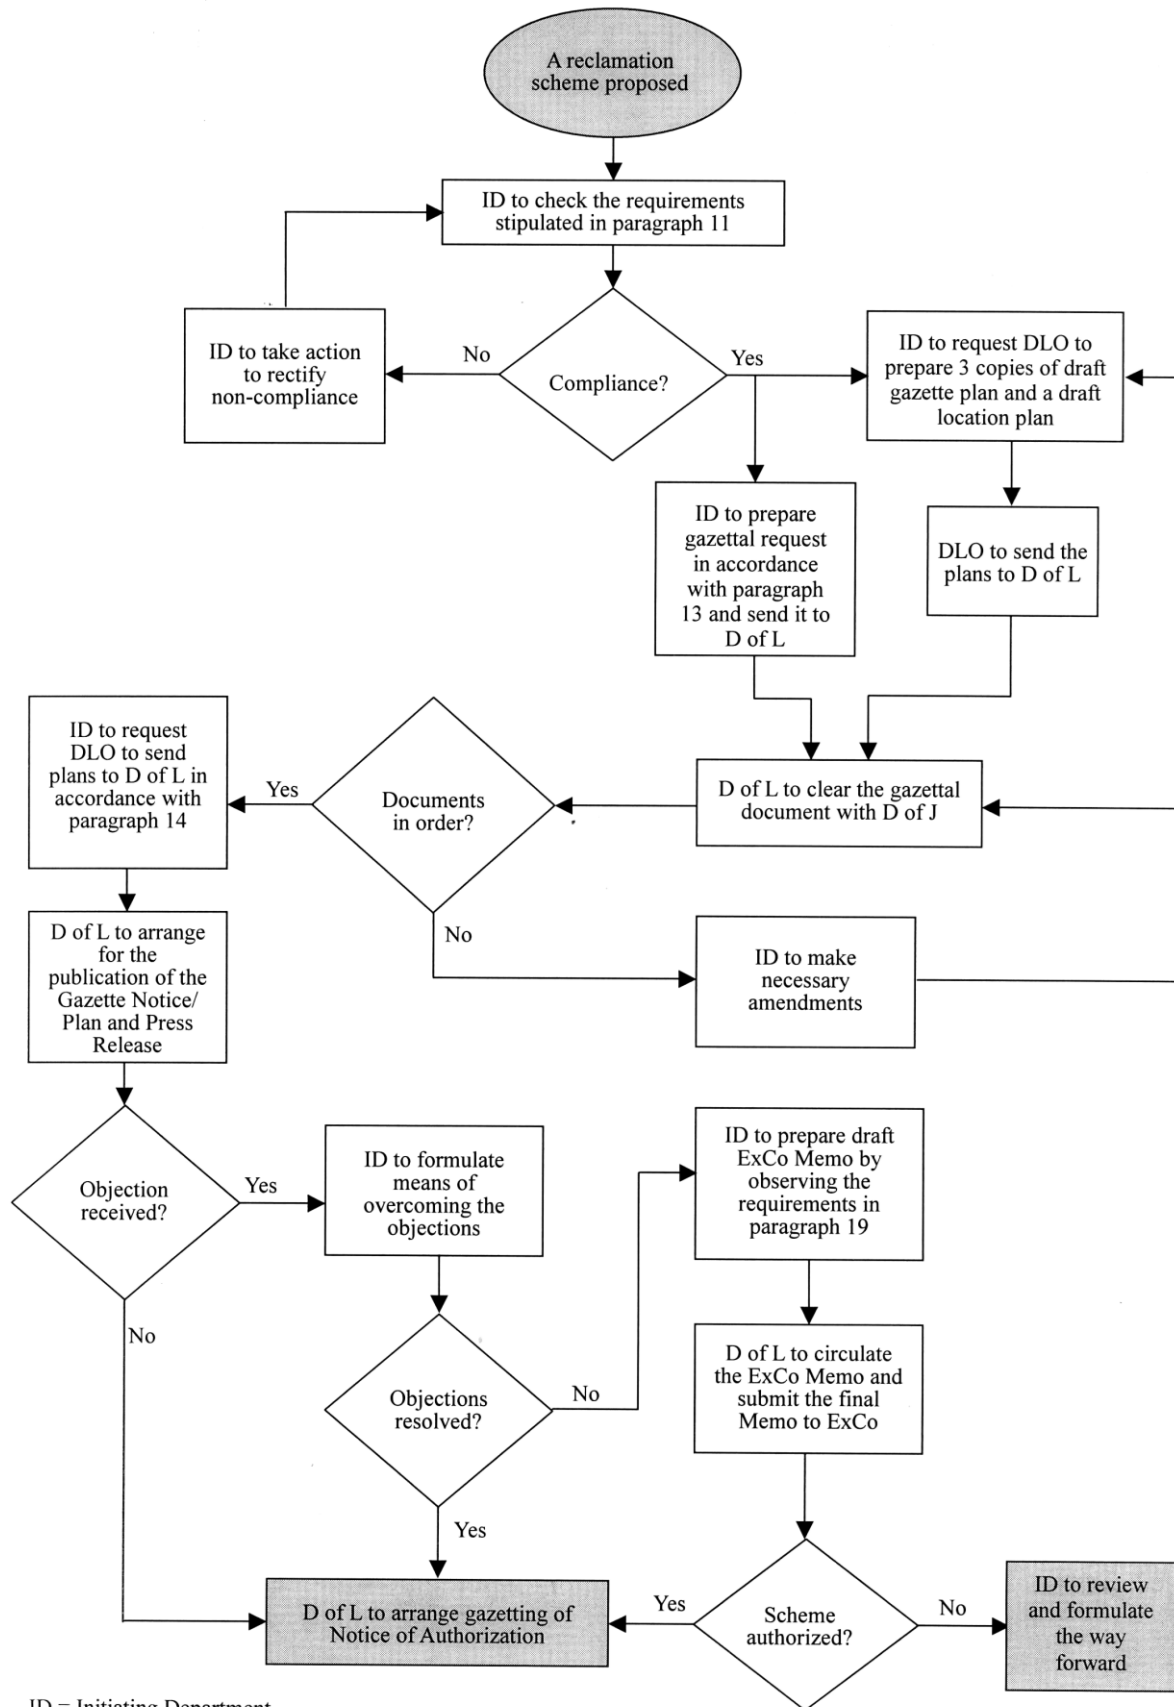 A reclamation
scheme proposed
ID to check the requirements
stipulated in paragraph 11
ID to take action
to rectify
non-compliance
No
Compliance?
Yes
ID to request DLO to
prepare 3 copies of draft
gazette plan and a draft
location plan
ID to prepare
gazettal request
in accordance
with paragraph
13 and send it to
D of L
DLO to send the
plans to D of L
ID to request
DLO to send
plans to D of L in
accordance with
paragraph 14
Yes
Documents
in order?
D of L to clear the gazettal
document with D of J
D of L to arrange
for the
publication of the
Gazette Notice/
Plan and Press
Release
No
ID to make
necessary
amendments
Objection
received?
Yes
ID to formulate
means of
overcoming the
objections
ID to prepare draft
ExCo Memo by
observing the
requirements in
paragraph 19
No
Objections
resolved?
No
D of L to circulate
the ExCo Memo and
submit the final
Memo to ExCo
Yes
D of L to arrange gazetting of
Notice of Authorization
Yes
Scheme
authorized?
No
ID to review
and formulate
the way
forward
ID = Initiating Department